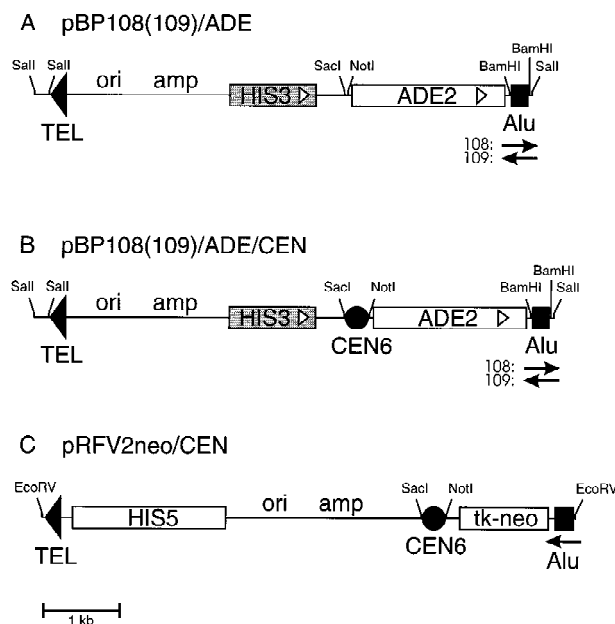 A pBP108(109)/ADE
SalI SalI ori amp SacI NotI BamHI BamHI SalI
HIS3 ADE2
TEL Alu
108:
109:
B pBP108(109)/ADE/CEN
SalI SalI ori amp SacI NotI BamHI BamHI SalI
HIS3 ADE2
TEL CEN6 Alu
108:
109:
C pRFV2neo/CEN
EcoRV ori amp SacI NotI EcoRV
HIS5 tk-neo
TEL CEN6 Alu
1 kb